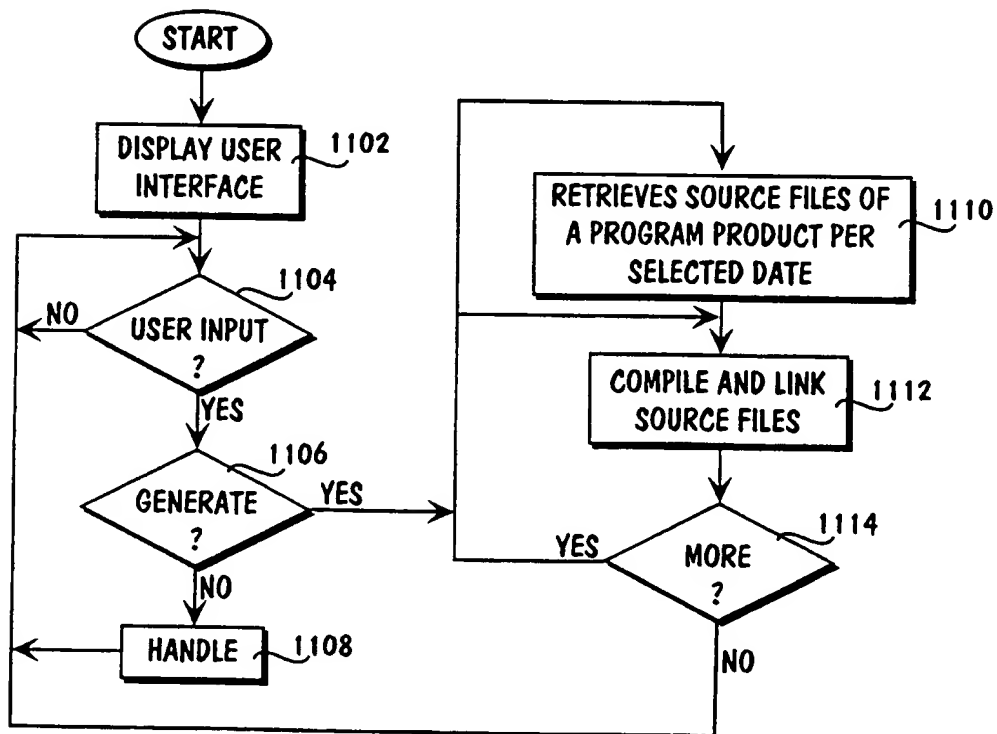 START
DISPLAY USER
INTERFACE
1102
1104
NO
USER INPUT
?
YES
1106
GENERATE
?
YES
NO
HANDLE
1108
RETRIEVES SOURCE FILES OF
A PROGRAM PRODUCT PER
SELECTED DATE
1110
COMPILE AND LINK
SOURCE FILES
1112
1114
YES
MORE
?
NO